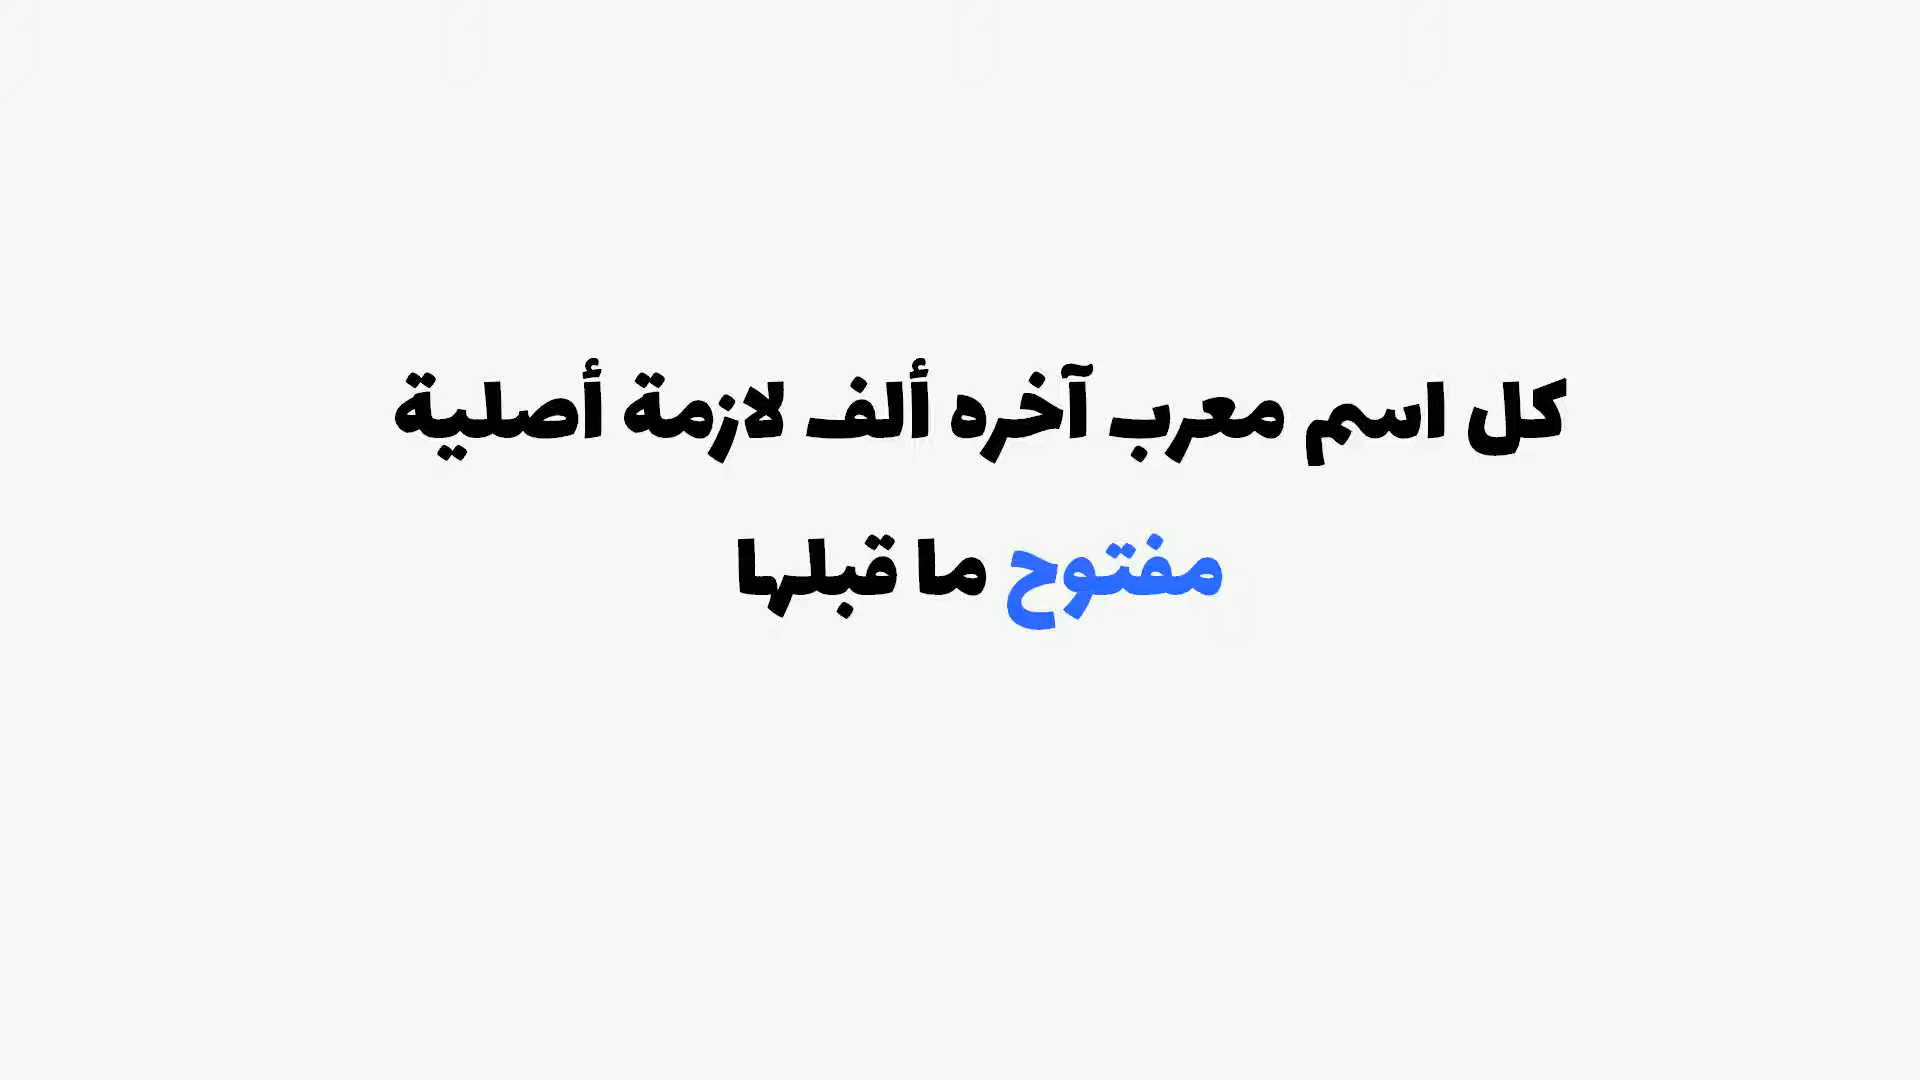 كل اسم معرب آخره ألف لازمة أصلية
مفتوح ما قبلها